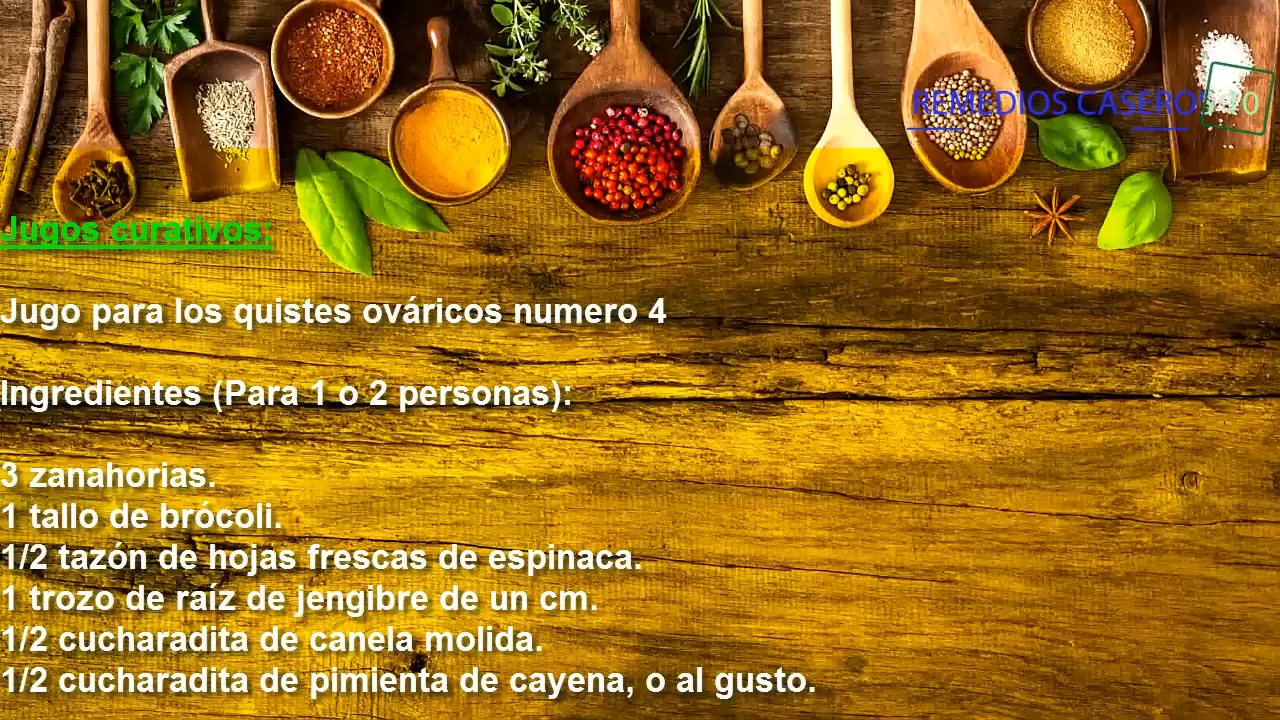 REMEDIOS CASEROS 10
Jugos curativos:
Jugo para los quistes ováricos numero 4
Ingredientes (Para 1 o 2 personas):
3 zanahorias.
1 tallo de brócoli.
1/2 tazón de hojas frescas de espinaca.
1 trozo de raíz de jengibre de un cm.
1/2 cucharadita de canela molida.
1/2 cucharadita de pimienta de cayena, o al gusto.